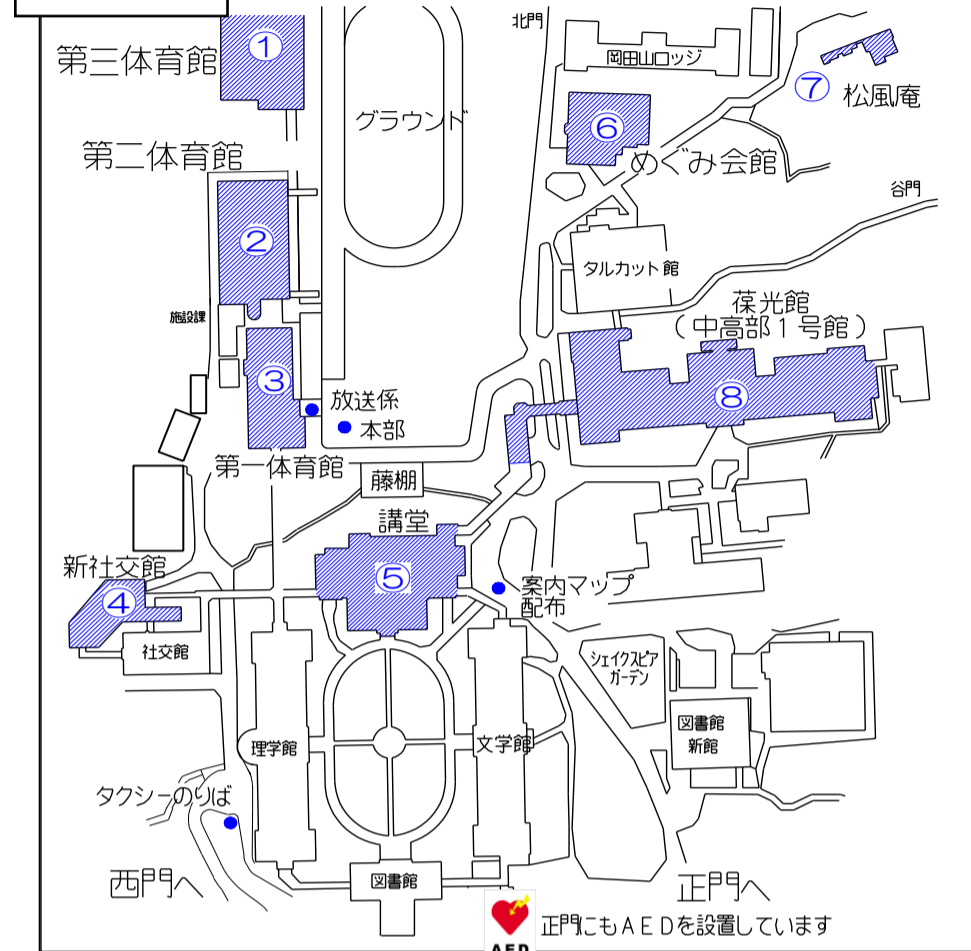 北門
①
第三体育館
岡田山ロッジ
⑦
松風庵
グラウンド
⑥
めぐみ会館
第二体育館
谷門
②
タルカット館
施設課
葆光館
(中高部1号館)
③
放送係
本部
⑧
第一体育館
藤棚
講堂
新社交館
④
⑤
案内マップ
配布
社交館
シェイクスピア
ガーデン
理学館
文学館
図書館
新館
タクシーのりば
西門へ
図書館
正門へ
正門にもAEDを設置しています
AED